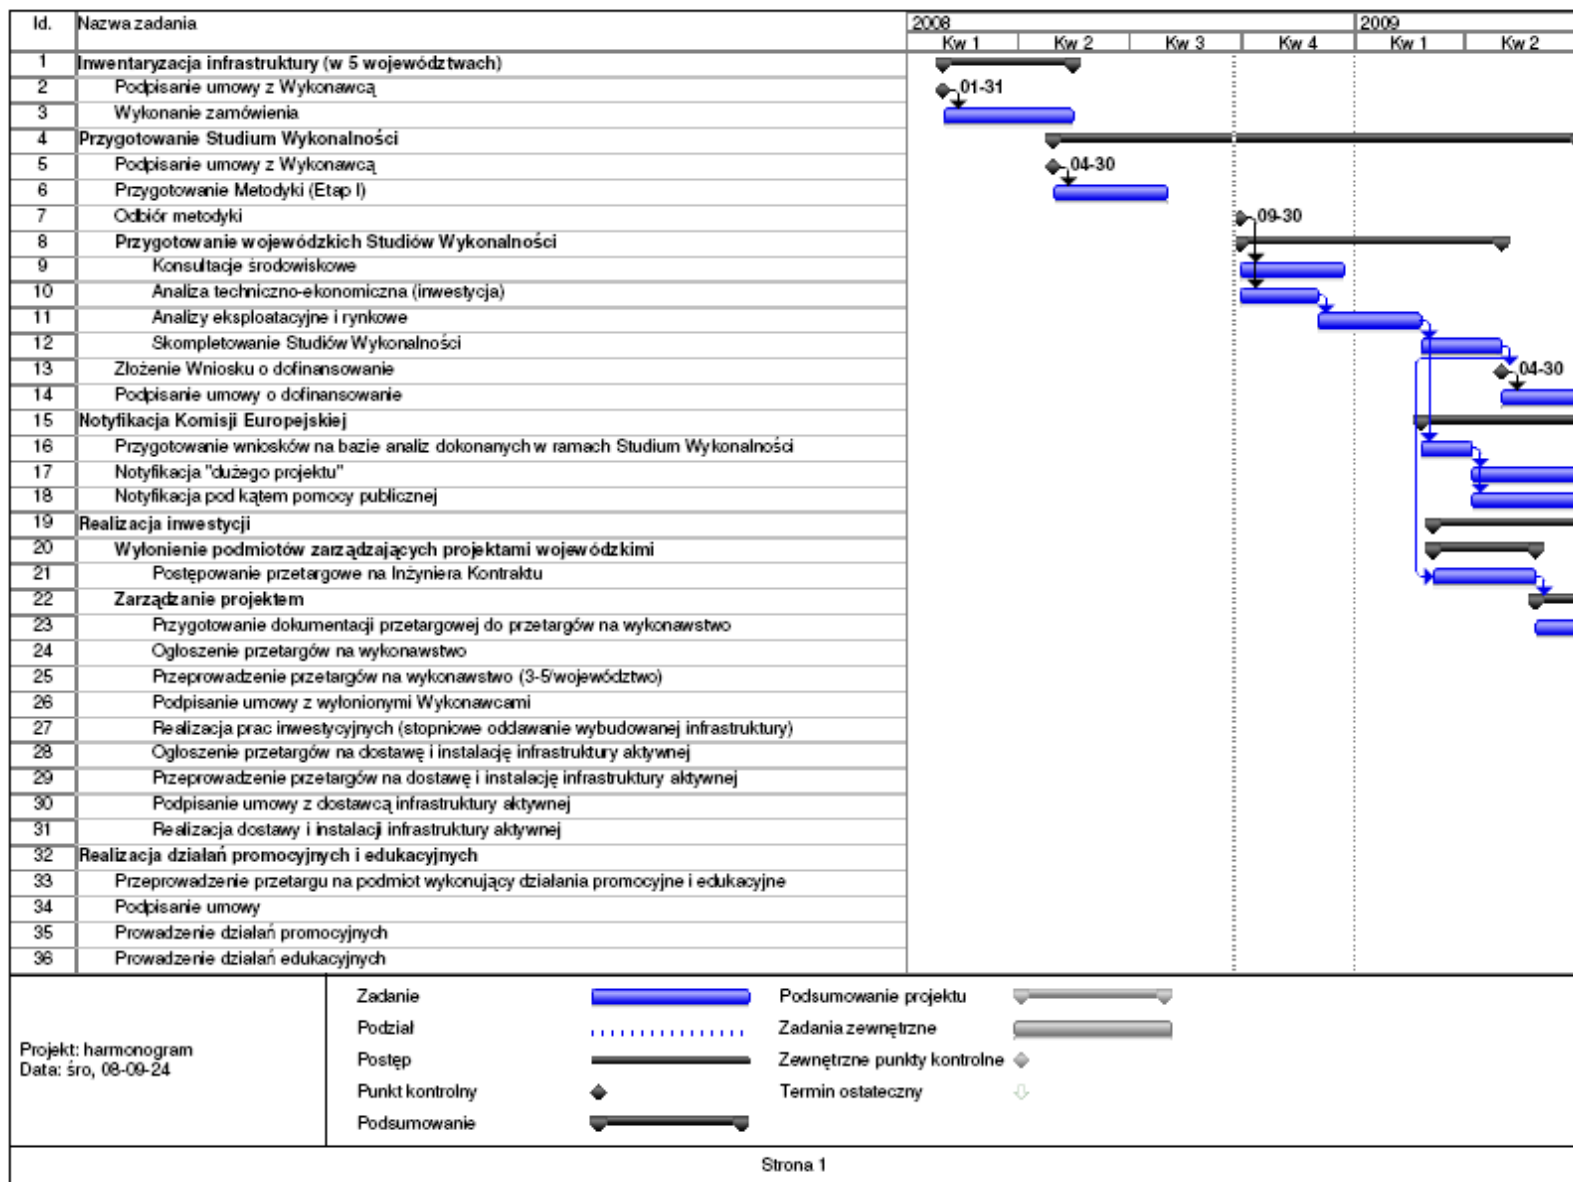 Id. Nazwa zadania 2008 2009
Kw 1 Kw 2 Kw 3 Kw 4 Kw 1 Kw 2
1 Inwentaryzacja infrastruktury (w 5 województwach)
2 Podpisanie umowy z Wykonawcą 01-31
3 Wykonanie zamówienia
4 Przygotowanie Studium Wykonalności
5 Podpisanie umowy z Wykonawcą 04-30
6 Przygotowanie Metodyki (Etap I)
7 Odbiór metodyki 09-30
8 Przygotowanie wojewódzkich Studiów Wykonalności
9 Konsultacje środowiskowe
10 Analiza techniczno-ekonomiczna (inwestycja)
11 Analizy eksploatacyjne i rynkowe
12 Skompletowanie Studiów Wykonalności
13 Złożenie Wniosku o dofinansowanie 04-30
14 Podpisanie umowy o dofinansowanie
15 Notyfikacja Komisji Europejskiej
16 Przygotowanie wniosków na bazie analiz dokonanych w ramach Studium Wykonalności
17 Notyfikacja "dużego projektu"
18 Notyfikacja pod kątem pomocy publicznej
19 Realizacja inwestycji
20 Wyłonienie podmiotów zarządzających projektami wojewódzkimi
21 Postępowanie przetargowe na Inżyniera Kontraktu
22 Zarządzanie projektem
23 Przygotowanie dokumentacji przetargowej do przetargów na wykonawstwo
24 Ogłoszenie przetargów na wykonawstwo
25 Przeprowadzenie przetargów na wykonawstwo (3-5/województwo)
26 Podpisanie umowy z wyłonionymi Wykonawcami
27 Realizacja prac inwestycyjnych (stopniowe oddawanie wybudowanej infrastruktury)
28 Ogłoszenie przetargów na dostawę i instalację infrastruktury aktywnej
29 Przeprowadzenie przetargów na dostawę i instalację infrastruktury aktywnej
30 Podpisanie umowy z dostawcą infrastruktury aktywnej
31 Realizacja dostawy i instalacji infrastruktury aktywnej
32 Realizacja działań promocyjnych i edukacyjnych
33 Przeprowadzenie przetargu na podmiot wykonujący działania promocyjne i edukacyjne
34 Podpisanie umowy
35 Prowadzenie działań promocyjnych
36 Prowadzenie działań edukacyjnych
Projekt: harmonogram
Data: śro, 08-09-24
Zadanie Podsumowanie projektu
Podział Zadania zewnętrzne
Postęp Zewnętrzne punkty kontrolne
Punkt kontrolny Termin ostateczny
Podsumowanie
Strona 1